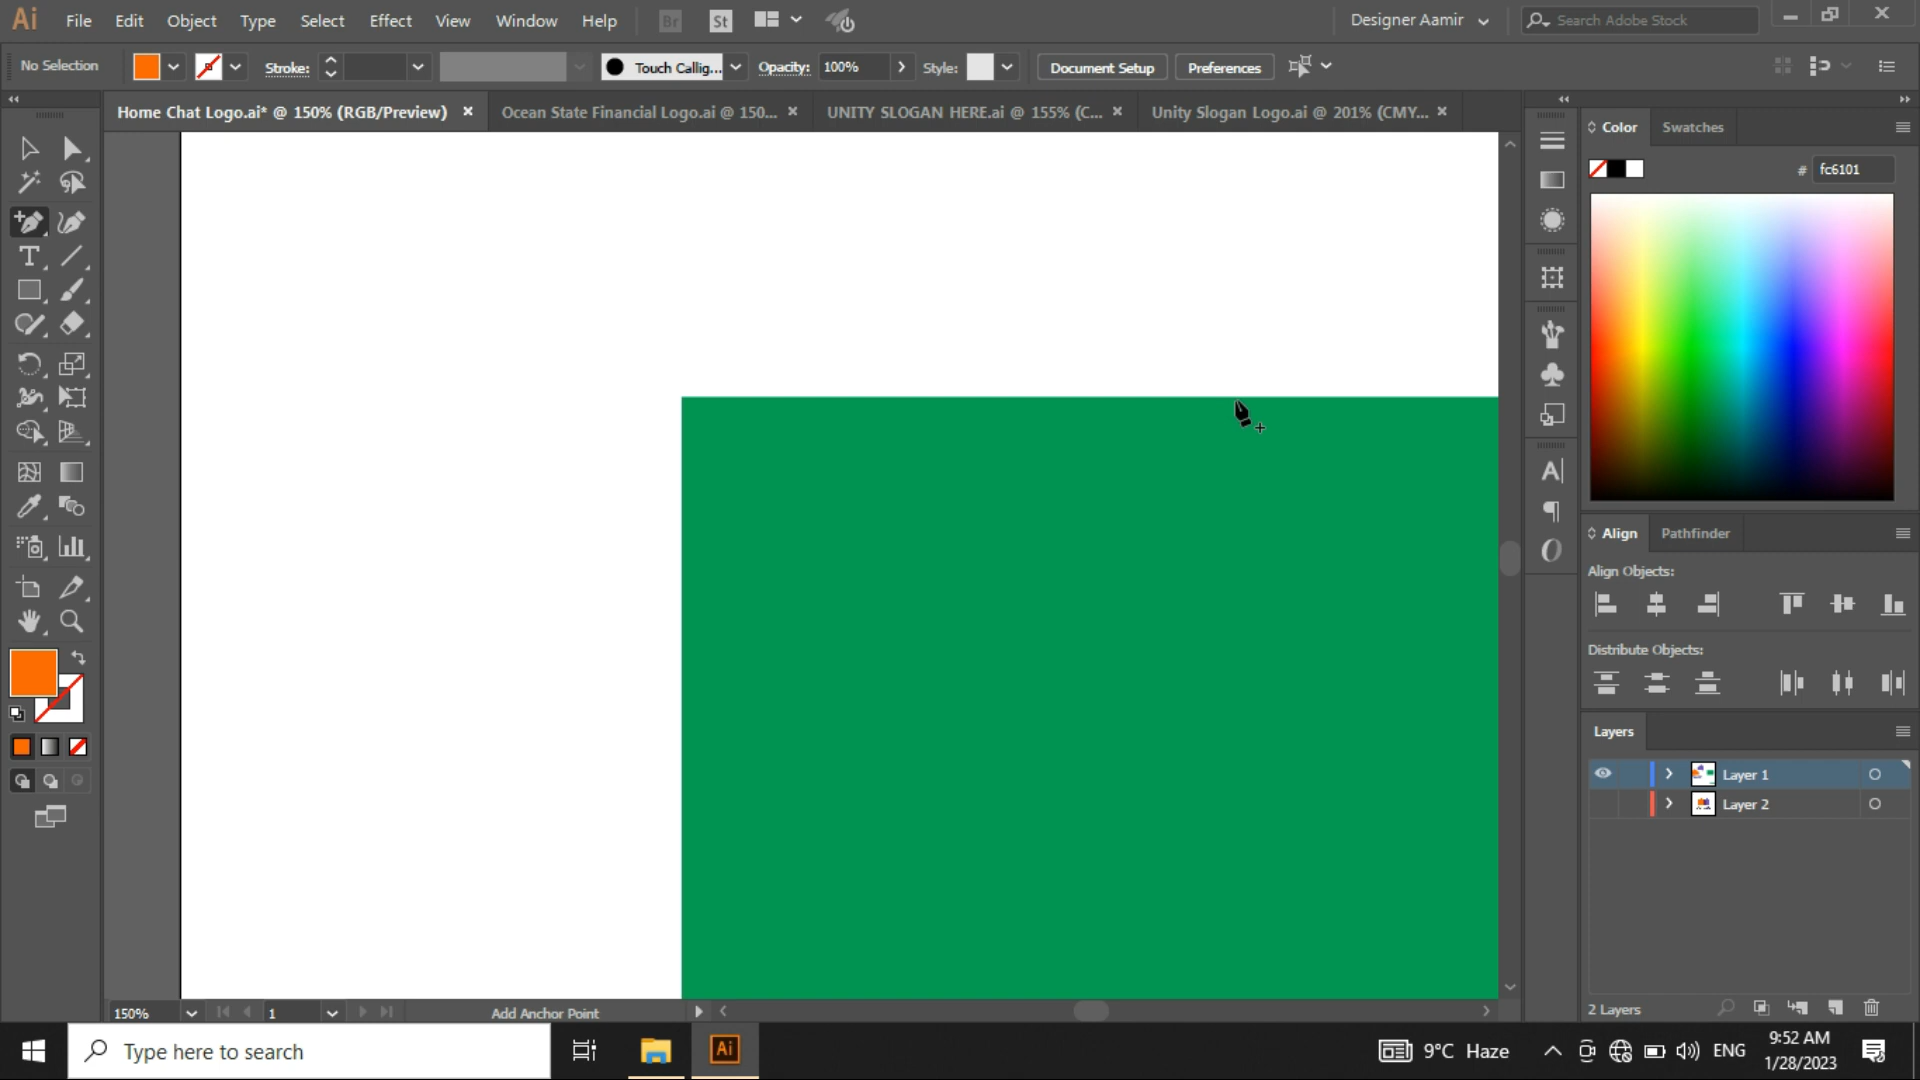 Ai File Edit Object Type Select Effect View Window Help Br St Designer Aamir Search Adobe Stock
No Selection Stroke: Touch Callig... Opacity: 100% Style: Document Setup Preferences
Home Chat Logo.ai* @ 150% (RGB/Preview) Ocean State Financial Logo.ai @ 150... UNITY SLOGAN HERE.ai @ 155% (C... Unity Slogan Logo.ai @ 201% (CMY...
Color Swatches
# fc6101
Align Pathfinder
Align Objects:
Distribute Objects:
Layers
Layer 1
Layer 2
2 Layers
150% 1 Add Anchor Point
Type here to search Ai 9°C Haze ENG 9:52 AM
1/28/2023